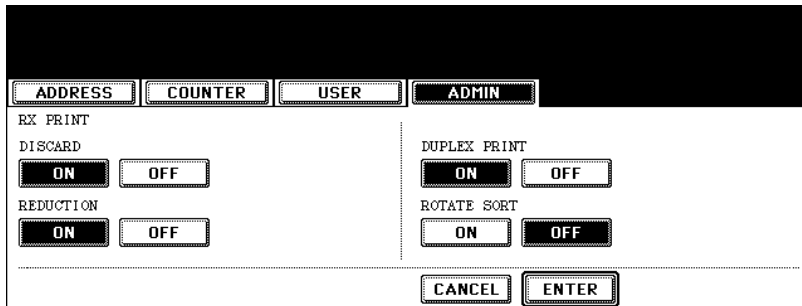 ADDRESS COUNTER USER ADMIN
RX PRINT
DISCARD
ON OFF
REDUCTION
ON OFF
DUPLEX PRINT
ON OFF
ROTATE SORT
ON OFF
CANCEL ENTER